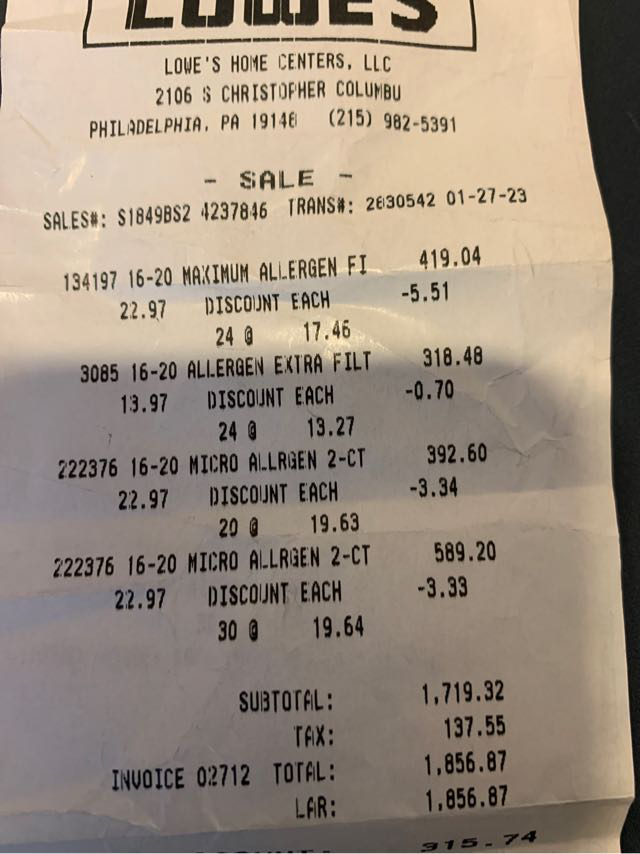 LOWE'S
LOWE'S HOME CENTERS, LLC
2106 S CHRISTOPHER COLUMBU
PHILADELPHIA, PA 19148 (215) 982-5391
- SALE -
SALES#: S1849BS2 4237846 TRANS#: 2630542 01-27-23
134197 16-20 MAXIMUM ALLERGEN FI 419.04
22.97 DISCOUNT EACH -5.51
24 @ 17.46
3085 16-20 ALLERGEN EXTRA FILT 318.48
13.97 DISCOUNT EACH -0.70
24 @ 13.27
222376 16-20 MICRO ALLRGEN 2-CT 392.60
22.97 DISCOUNT EACH -3.34
20 @ 19.63
222376 16-20 MICRO ALLRGEN 2-CT 589.20
22.97 DISCOUNT EACH -3.33
30 @ 19.64
SUBTOTAL: 1,719.32
TAX: 137.55
INVOICE 02712 TOTAL: 1,856.87
LAR: 1,856.87
315.74